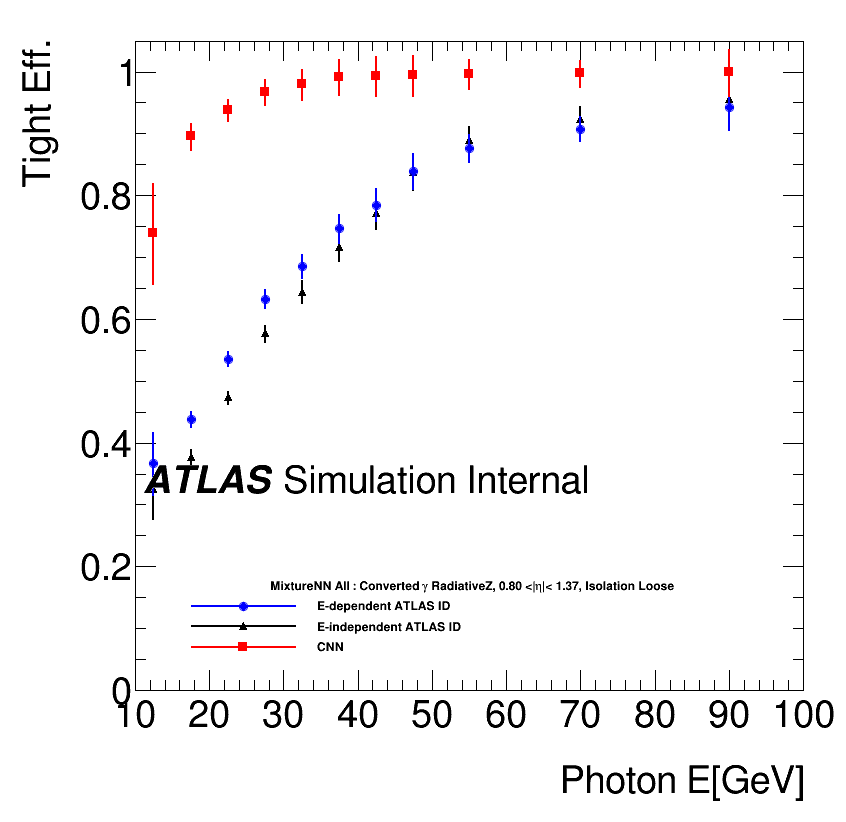 Tight Eff.
1
0.8
0.6
0.4
ATLAS Simulation Internal
0.2
MixtureNN All : Converted γ RadiativeZ, 0.80 <|η|< 1.37, Isolation Loose
E-dependent ATLAS ID
E-independent ATLAS ID
CNN
0
10 20 30 40 50 60 70 80 90 100
Photon E[GeV]